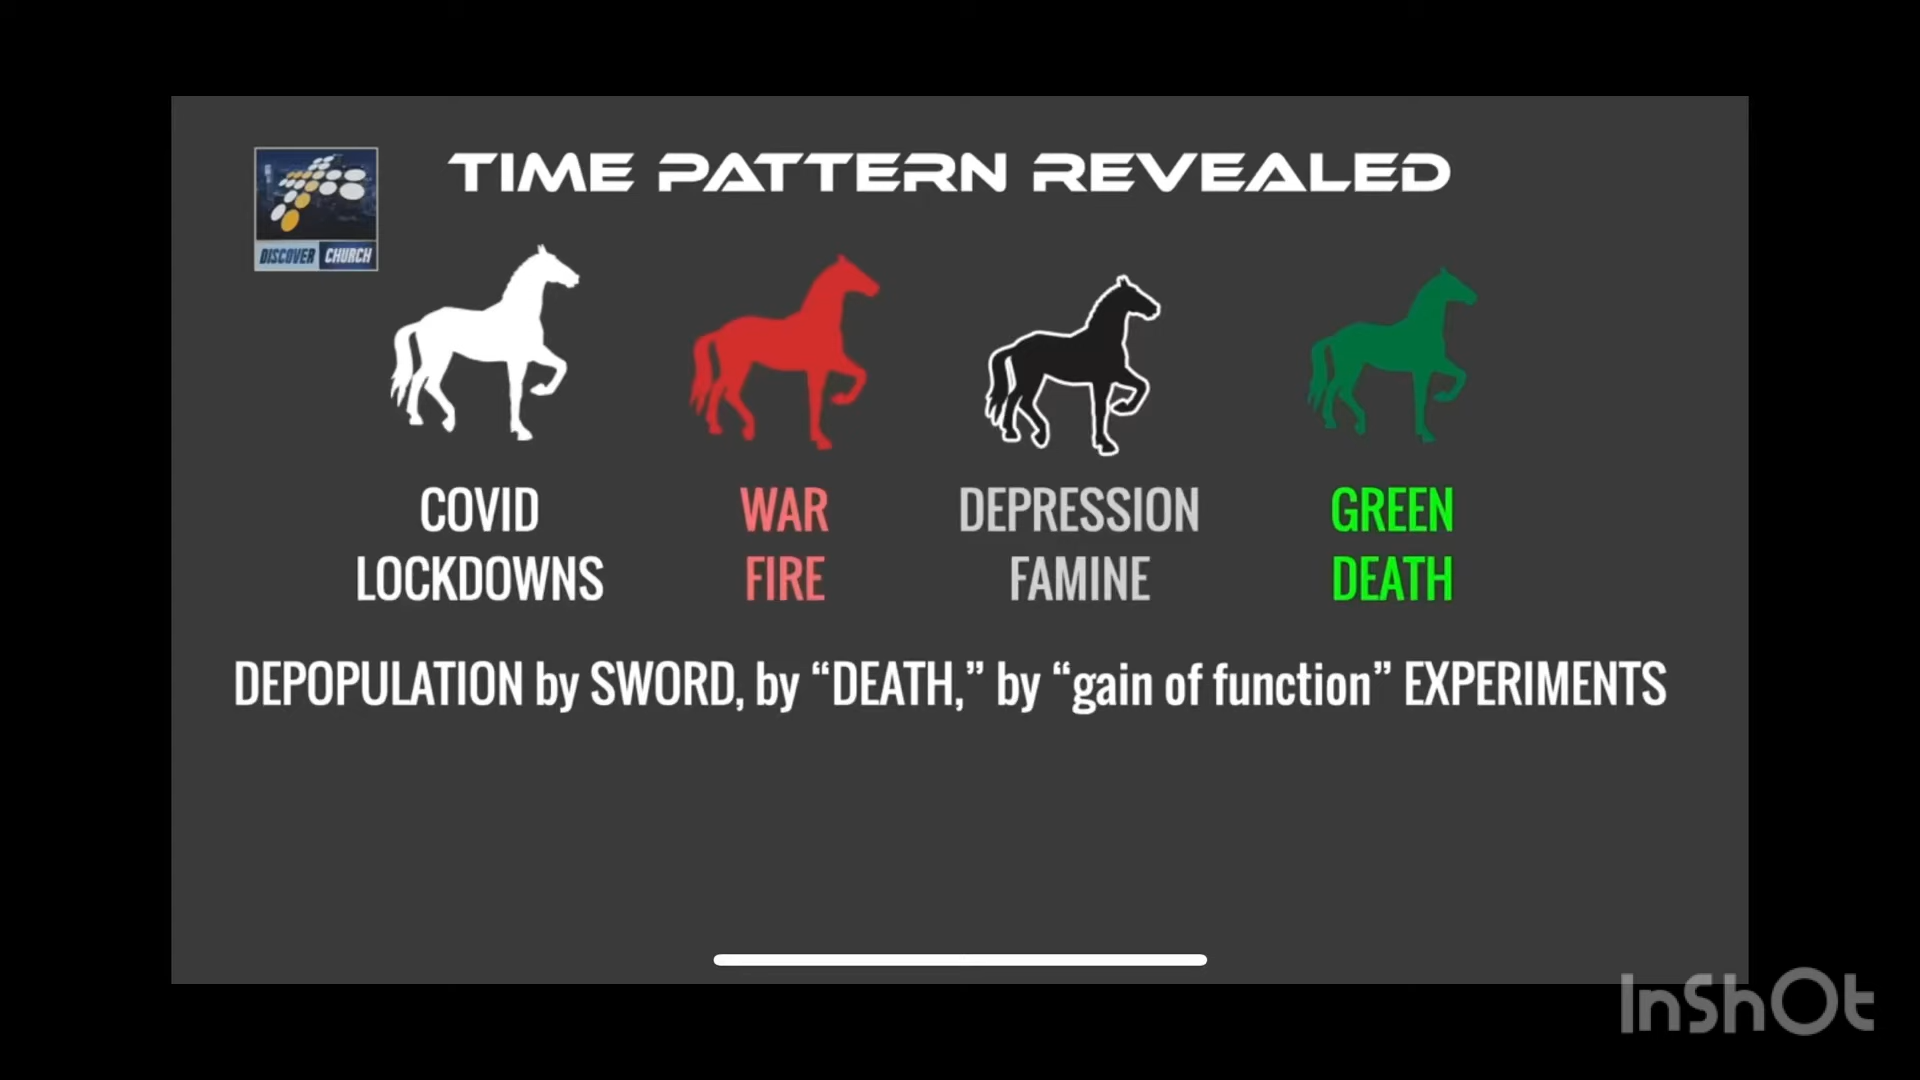 TIME PATTERN REVEALED
DISCOVER CHURCH
COVID
LOCKDOWNS
WAR
FIRE
DEPRESSION
FAMINE
GREEN
DEATH
DEPOPULATION by SWORD, by “DEATH,” by “gain of function” EXPERIMENTS
InShOt